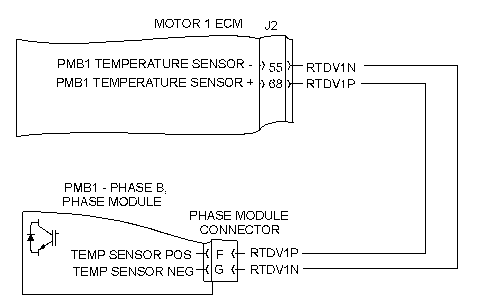 MOTOR 1 ECM J2
PMB1 TEMPERATURE SENSOR - 55 RTDV1N
PMB1 TEMPERATURE SENSOR + 68 RTDV1P
PMB1 - PHASE B,
PHASE MODULE
PHASE MODULE
CONNECTOR
TEMP SENSOR POS F RTDV1P
TEMP SENSOR NEG G RTDV1N